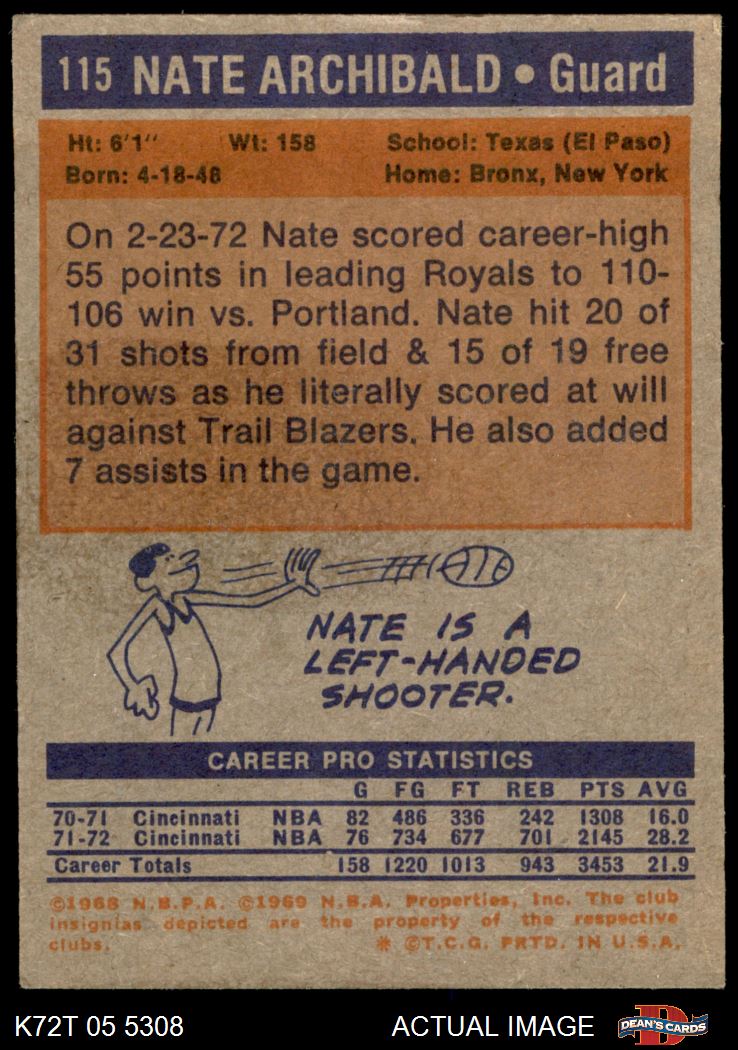 115 NATE ARCHIBALD • Guard
Ht: 6'1" Wt: 158 School: Texas (El Paso)
Born: 4-18-48 Home: Bronx, New York
On 2-23-72 Nate scored career-high
55 points in leading Royals to 110-
106 win vs. Portland. Nate hit 20 of
31 shots from field & 15 of 19 free
throws as he literally scored at will
against Trail Blazers. He also added
7 assists in the game.
NATE IS A
LEFT-HANDED
SHOOTER.
CAREER PRO STATISTICS
G FG FT REB PTS AVG
70-71 Cincinnati NBA 82 486 336 242 1308 16.0
71-72 Cincinnati NBA 76 734 677 701 2145 28.2
Career Totals 158 1220 1013 943 3453 21.9
©1968 N.B.P.A. ©1969 N.B.A. Properties, Inc. The club
insignias depicted are the property of the respective
clubs. * ©T.C.G. PRTD. IN U.S.A.
K72T 05 5308 ACTUAL IMAGE D DEAN'S CARDS